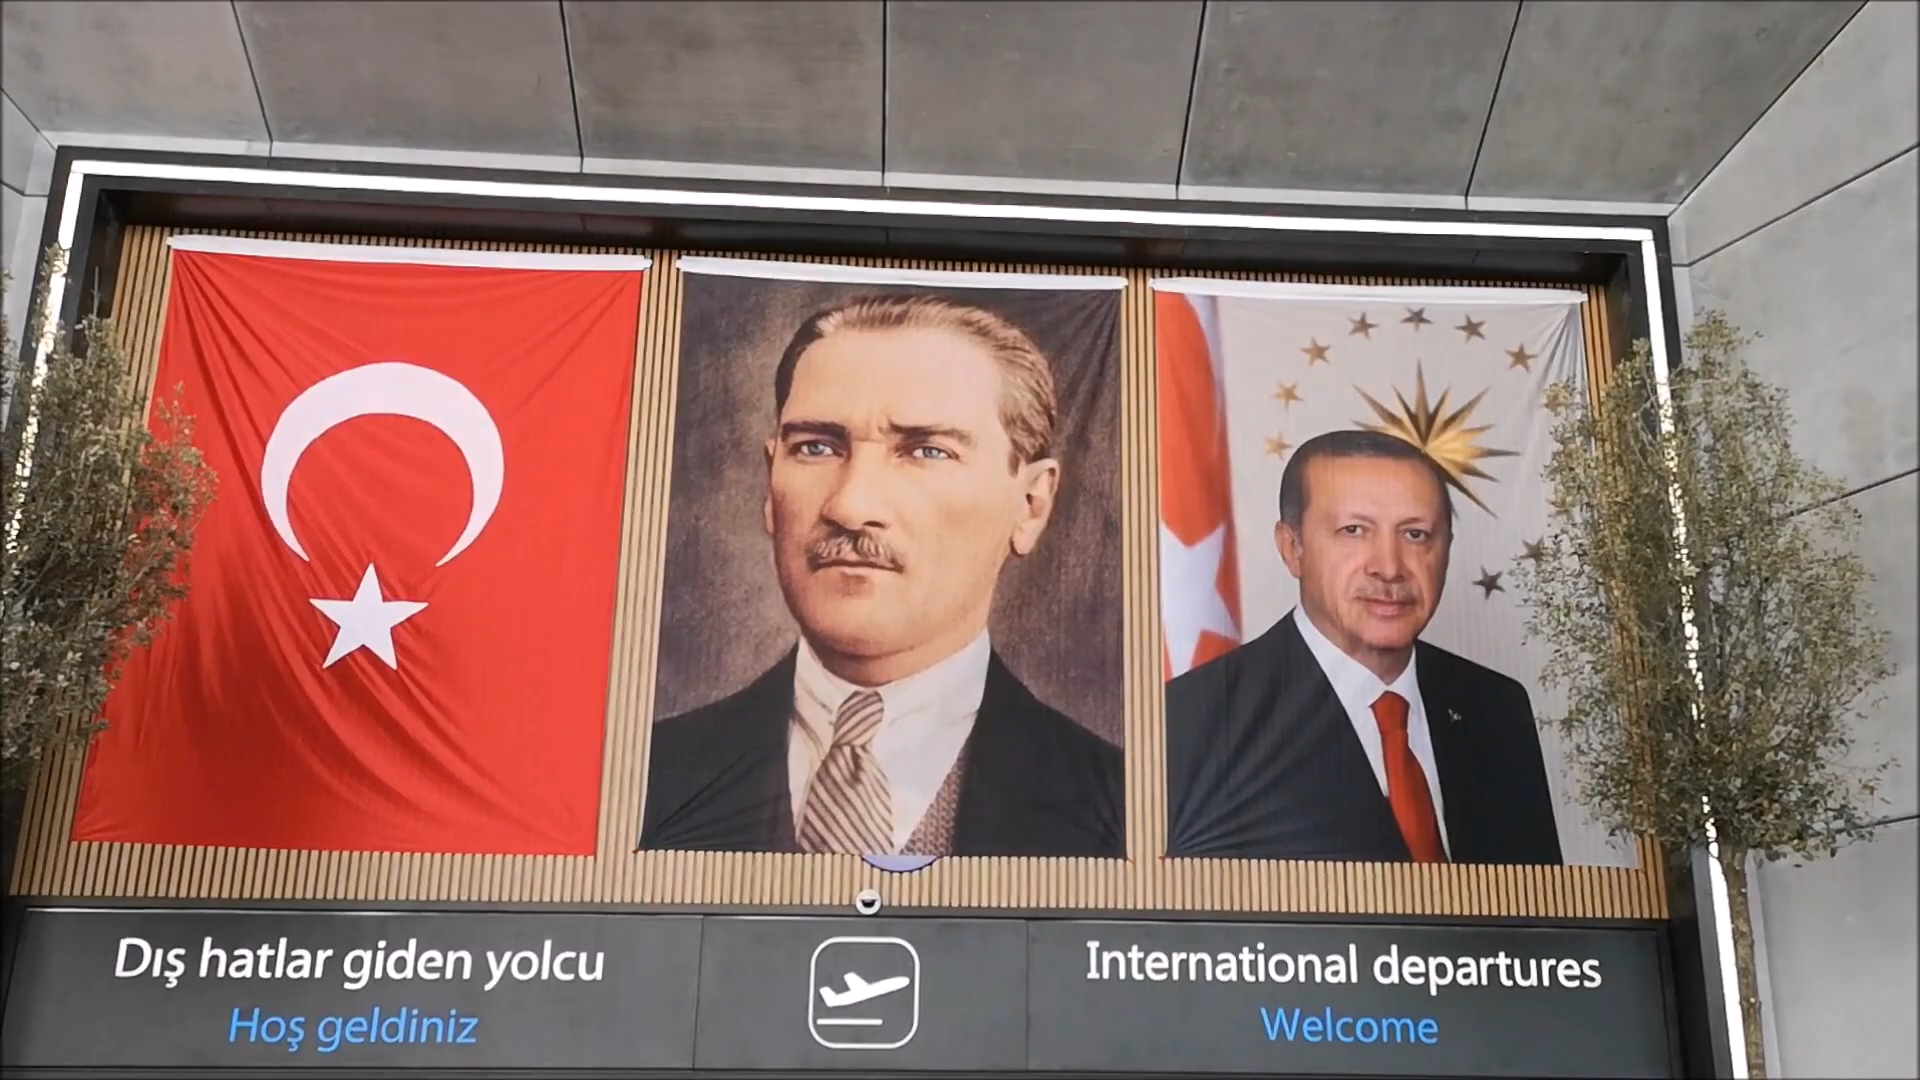 Dış hatlar giden yolcu
Hoş geldiniz
International departures
Welcome